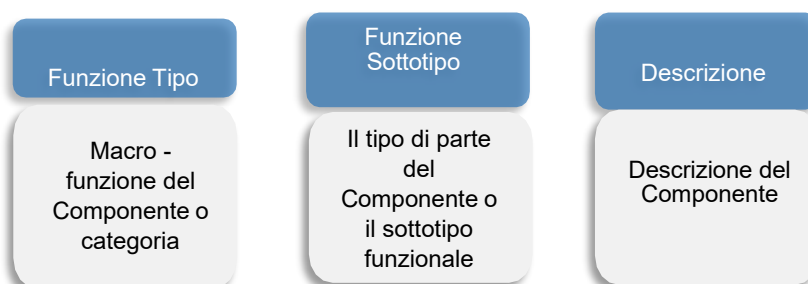 Funzione Tipo
Macro -
funzione del
Componente o
categoria
Funzione
Sottotipo
Il tipo di parte
del
Componente o
il sottotipo
funzionale
Descrizione
Descrizione del
Componente